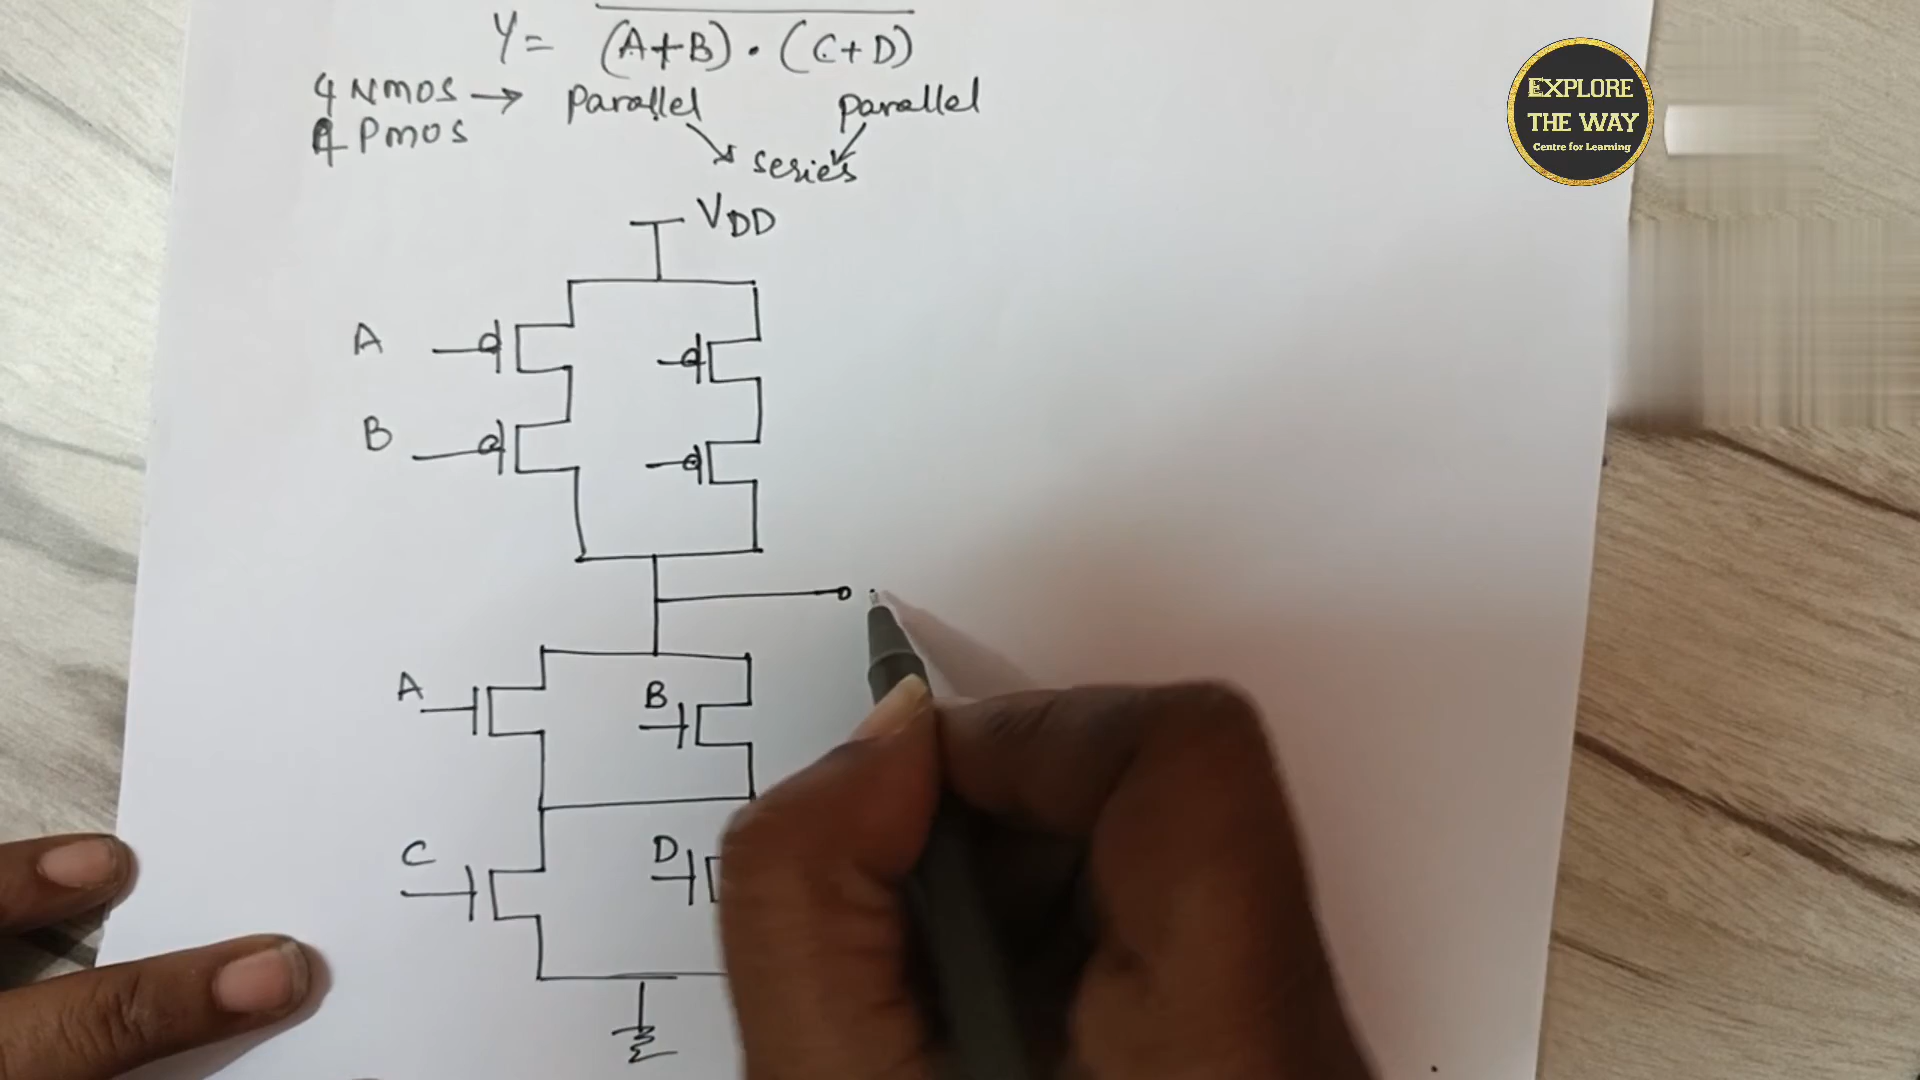 Y = (A+B) · (C+D)
4 NMOS → Parallel parallel
4 PMOS
series
VDD
A
B
A
B
C
D
EXPLORE
THE WAY
Centre for Learning